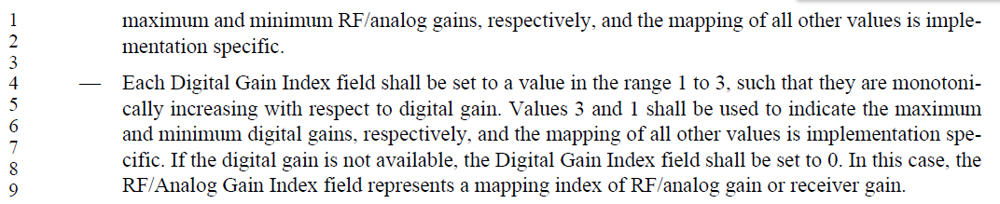 1 maximum and minimum RF/analog gains, respectively, and the mapping of all other values is imple-
2 mentation specific.
3
4 — Each Digital Gain Index field shall be set to a value in the range 1 to 3, such that they are monotoni-
5 cally increasing with respect to digital gain. Values 3 and 1 shall be used to indicate the maximum
6 and minimum digital gains, respectively, and the mapping of all other values is implementation spe-
7
8 cific. If the digital gain is not available, the Digital Gain Index field shall be set to 0. In this case, the
9 RF/Analog Gain Index field represents a mapping index of RF/analog gain or receiver gain.